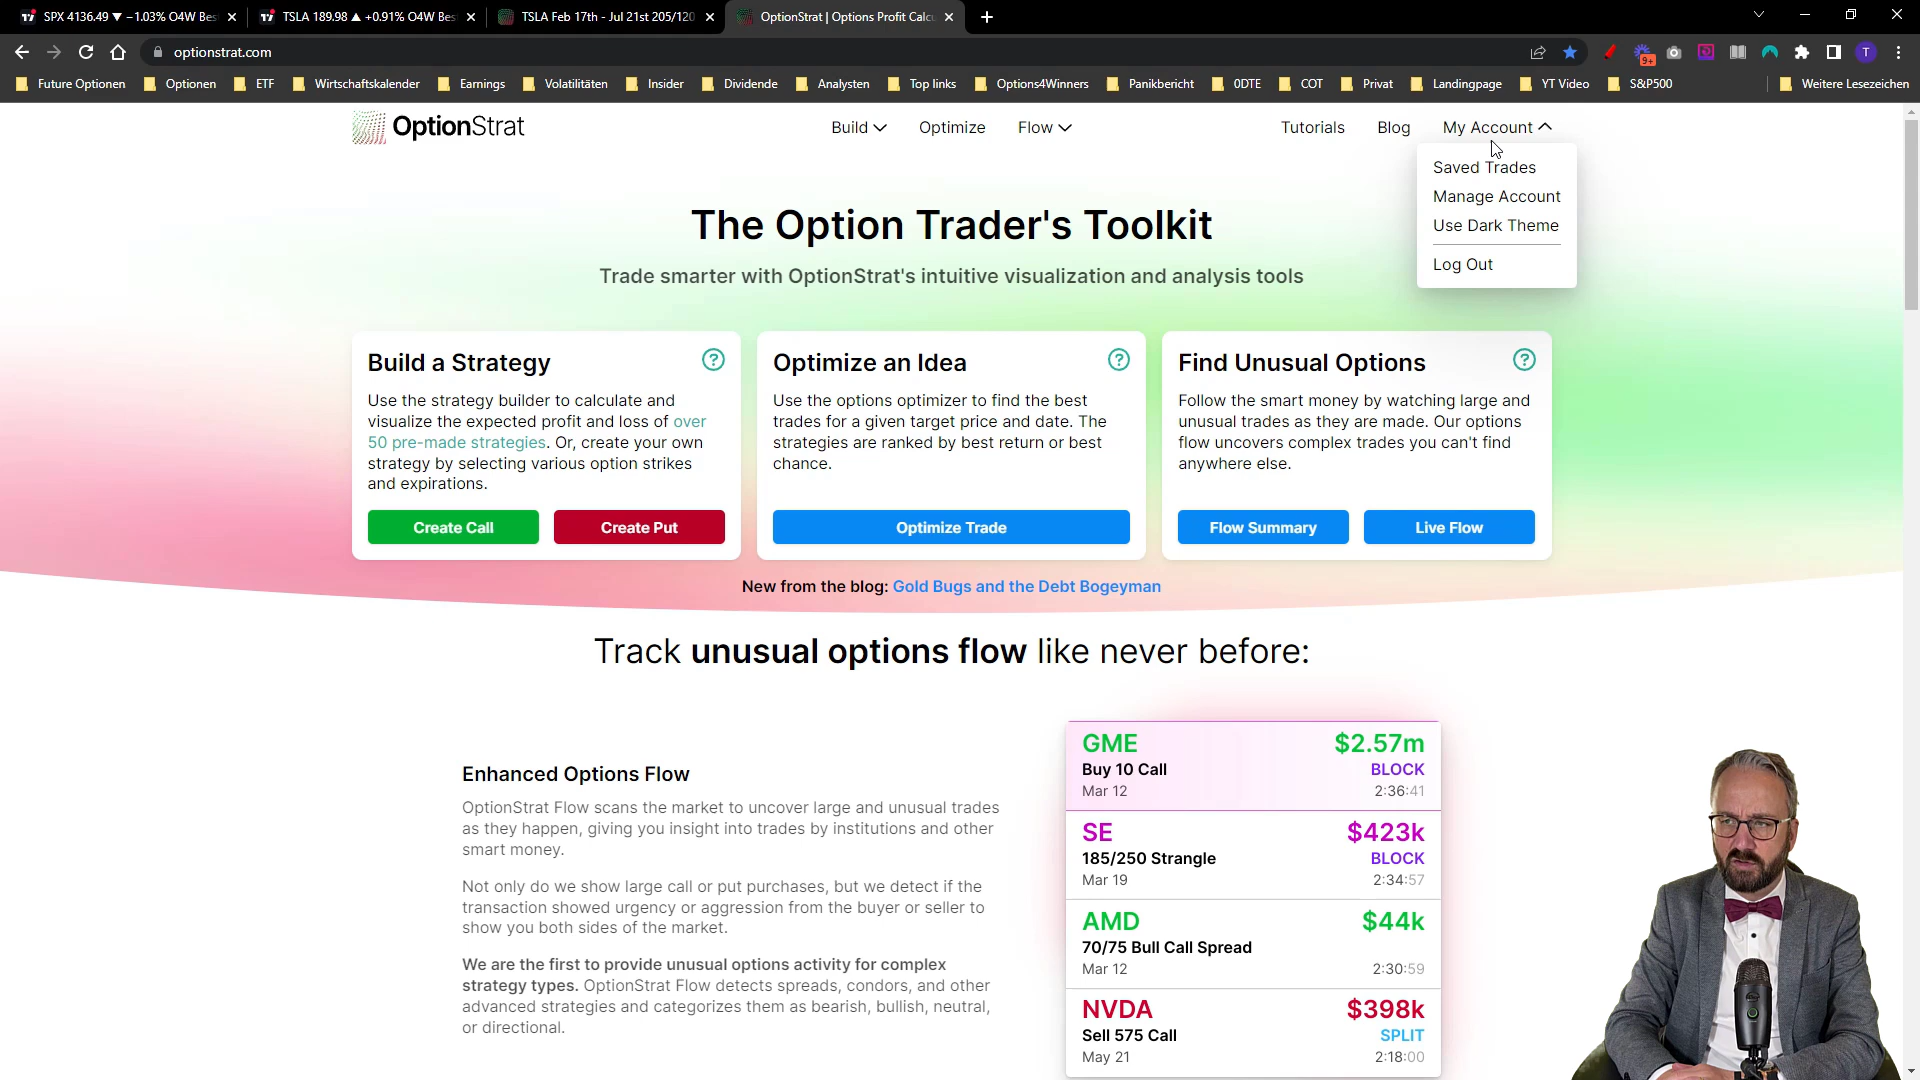 SPX 4136.49 ▼ −1.03% O4W Bes
TSLA 189.98 ▲ +0.91% O4W Bes
TSLA Feb 17th - Jul 21st 205/120
OptionStrat | Options Profit Calcu
optionstrat.com
9+
T
Future Optionen
Optionen
ETF
Wirtschaftskalender
Earnings
Volatilitäten
Insider
Dividende
Analysten
Top links
Options4Winners
Panikbericht
0DTE
COT
Privat
Landingpage
YT Video
S&P500
Weitere Lesezeichen
OptionStrat
Build
Optimize
Flow
Tutorials
Blog
My Account
Saved Trades
Manage Account
Use Dark Theme
Log Out
The Option Trader's Toolkit
Trade smarter with OptionStrat's intuitive visualization and analysis tools
Build a Strategy
Use the strategy builder to calculate and
visualize the expected profit and loss of over
50 pre-made strategies. Or, create your own
strategy by selecting various option strikes
and expirations.
Create Call
Create Put
Optimize an Idea
Use the options optimizer to find the best
trades for a given target price and date. The
strategies are ranked by best return or best
chance.
Optimize Trade
Find Unusual Options
Follow the smart money by watching large and
unusual trades as they are made. Our options
flow uncovers complex trades you can't find
anywhere else.
Flow Summary
Live Flow
New from the blog: Gold Bugs and the Debt Bogeyman
Track unusual options flow like never before:
Enhanced Options Flow
OptionStrat Flow scans the market to uncover large and unusual trades
as they happen, giving you insight into trades by institutions and other
smart money.
Not only do we show large call or put purchases, but we detect if the
transaction showed urgency or aggression from the buyer or seller to
show you both sides of the market.
We are the first to provide unusual options activity for complex
strategy types. OptionStrat Flow detects spreads, condors, and other
advanced strategies and categorizes them as bearish, bullish, neutral,
or directional.
GME $2.57m
Buy 10 Call BLOCK
Mar 12 2:36:41
SE $423k
185/250 Strangle BLOCK
Mar 19 2:34:57
AMD $44k
70/75 Bull Call Spread
Mar 12 2:30:59
NVDA $398k
Sell 575 Call SPLIT
May 21 2:18:00